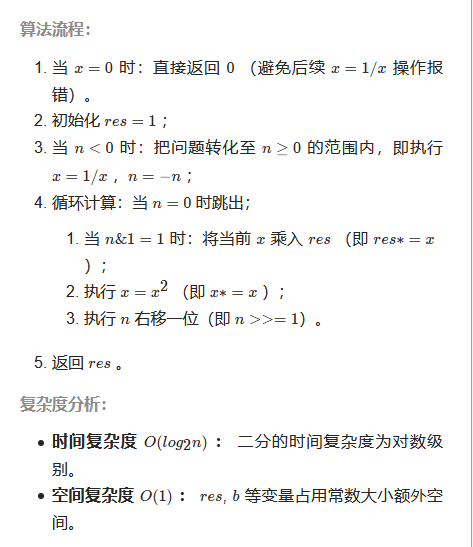 算法流程：
1. 当 x = 0 时：直接返回 0 （避免后续 x = 1/x 操作报
错）。
2. 初始化 res = 1；
3. 当 n < 0 时：把问题转化至 n ≥ 0 的范围内，即执行
x = 1/x ，n = −n；
4. 循环计算：当 n = 0 时跳出；
1. 当 n&1 = 1 时：将当前 x 乘入 res （即 res∗ = x
）；
2. 执行 x = x² （即 x∗ = x ）；
3. 执行 n 右移一位（即 n >>= 1）。
5. 返回 res 。
复杂度分析：
• 时间复杂度 O(log₂n) ： 二分的时间复杂度为对数级
别。
• 空间复杂度 O(1) ： res, b 等变量占用常数大小额外空
间。